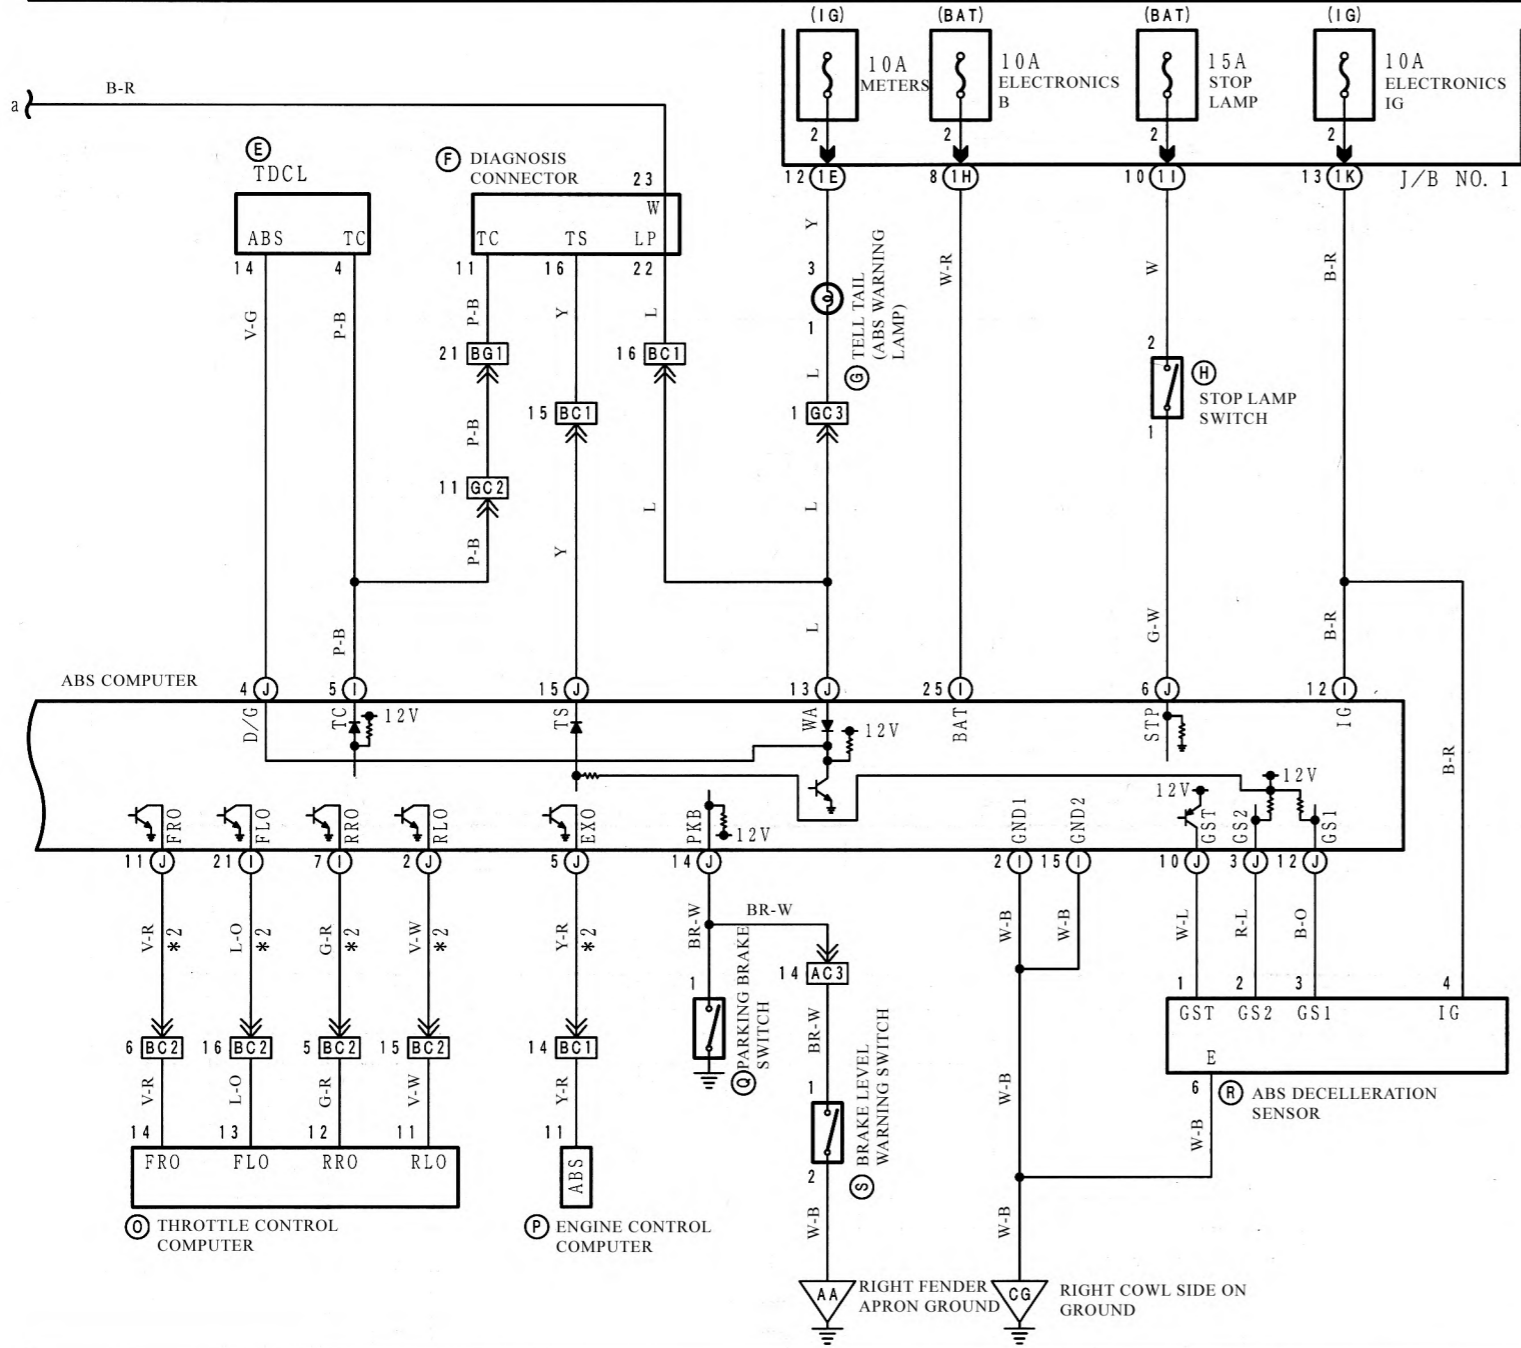 (IG) (BAT) (BAT) (IG)
10A METERS
10A ELECTRONICS B
15A STOP LAMP
10A ELECTRONICS IG
2 2 2 2
12 1E 8 1H 10 1I 13 1K J/B NO. 1
a B-R
E TDCL
ABS TC
14 4
F DIAGNOSIS
CONNECTOR
23
W
TC TS LP
11 16 22
V-G P-B P-B Y L
Y W-R W B-R
3
1
G TELL TAIL
(ABS WARNING
LAMP)
L
21 BG1
16 BC1
15 BC1
1 GC3
P-B
11 GC2
P-B
Y
L
L
2
H
STOP LAMP
SWITCH
1
P-B L G-W B-R
B-R
ABS COMPUTER
4 J 5 I 15 J 13 J 25 I 6 J 12 I
D/G TC 12V TS WA 12V BAT STP IG
12V 12V
FRO FLO RRO RLO EXO PKB 12V GND1 GND2 GST GS2 GS1
11 J 21 I 7 I 2 J 5 J 14 J 2 I 15 I 10 J 3 J 12 J
V-R *2 L-O *2 G-R *2 V-W *2 Y-R *2 BR-W
BR-W
W-B W-B W-L R-L B-O
14 AC3
1 1 2 3 4
GST GS2 GS1 IG
E
6
R ABS DECELLERATION
SENSOR
Q PARKING BRAKE
SWITCH
BR-W
1
2
S BRAKE LEVEL
WARNING SWITCH
6 BC2 16 BC2 5 BC2 15 BC2 14 BC1
V-R L-O G-R V-W Y-R
14 13 12 11 11
FRO FLO RRO RLO ABS
O THROTTLE CONTROL
COMPUTER
P ENGINE CONTROL
COMPUTER
W-B W-B W-B W-B
AA RIGHT FENDER
APRON GROUND
CG RIGHT COWL SIDE ON
GROUND